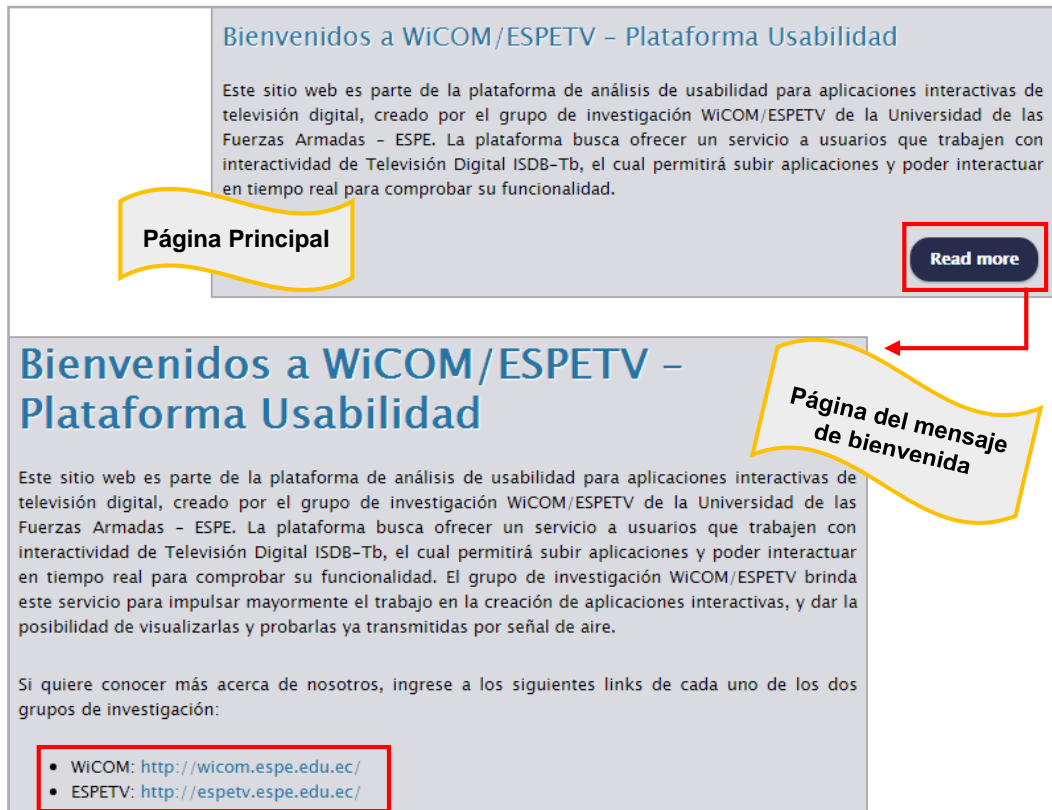 Bienvenidos a WiCOM/ESPETV – Plataforma Usabilidad
Este sitio web es parte de la plataforma de análisis de usabilidad para aplicaciones interactivas de
televisión digital, creado por el grupo de investigación WiCOM/ESPETV de la Universidad de las
Fuerzas Armadas – ESPE. La plataforma busca ofrecer un servicio a usuarios que trabajen con
interactividad de Televisión Digital ISDB-Tb, el cual permitirá subir aplicaciones y poder interactuar
en tiempo real para comprobar su funcionalidad.
Página Principal
Read more
Bienvenidos a WiCOM/ESPETV –
Plataforma Usabilidad
Página del mensaje
de bienvenida
Este sitio web es parte de la plataforma de análisis de usabilidad para aplicaciones interactivas de
televisión digital, creado por el grupo de investigación WiCOM/ESPETV de la Universidad de las
Fuerzas Armadas – ESPE. La plataforma busca ofrecer un servicio a usuarios que trabajen con
interactividad de Televisión Digital ISDB-Tb, el cual permitirá subir aplicaciones y poder interactuar
en tiempo real para comprobar su funcionalidad. El grupo de investigación WiCOM/ESPETV brinda
este servicio para impulsar mayormente el trabajo en la creación de aplicaciones interactivas, y dar la
posibilidad de visualizarlas y probarlas ya transmitidas por señal de aire.
Si quiere conocer más acerca de nosotros, ingrese a los siguientes links de cada uno de los dos
grupos de investigación:
• WiCOM: http://wicom.espe.edu.ec/
• ESPETV: http://espetv.espe.edu.ec/